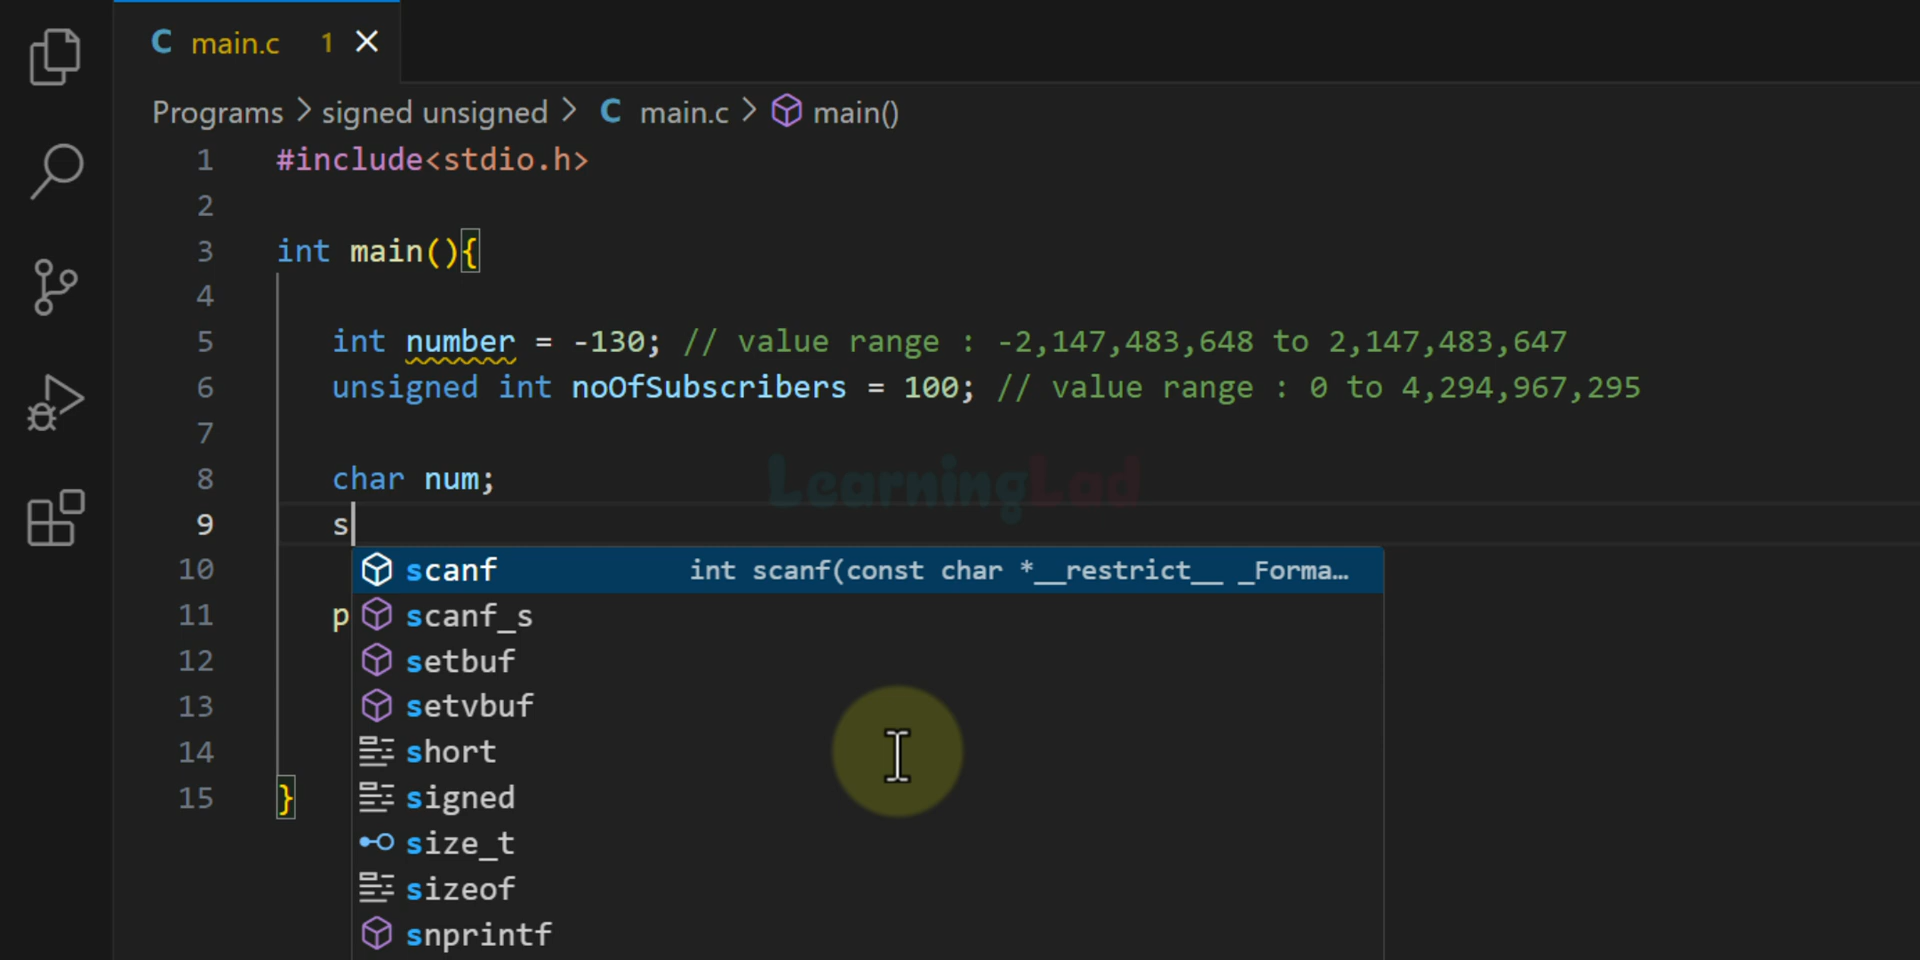 C main.c 1
Programs > signed unsigned > C main.c > main()
1 #include<stdio.h>
2
3 int main(){
4
5 int number = -130; // value range : -2,147,483,648 to 2,147,483,647
6 unsigned int noOfSubscribers = 100; // value range : 0 to 4,294,967,295
7
8 char num;
LearningLad
9 s
10 scanf int scanf(const char *__restrict__ _Forma…
11 p scanf_s
12 setbuf
13 setvbuf
14 short
15 } signed
size_t
sizeof
snprintf